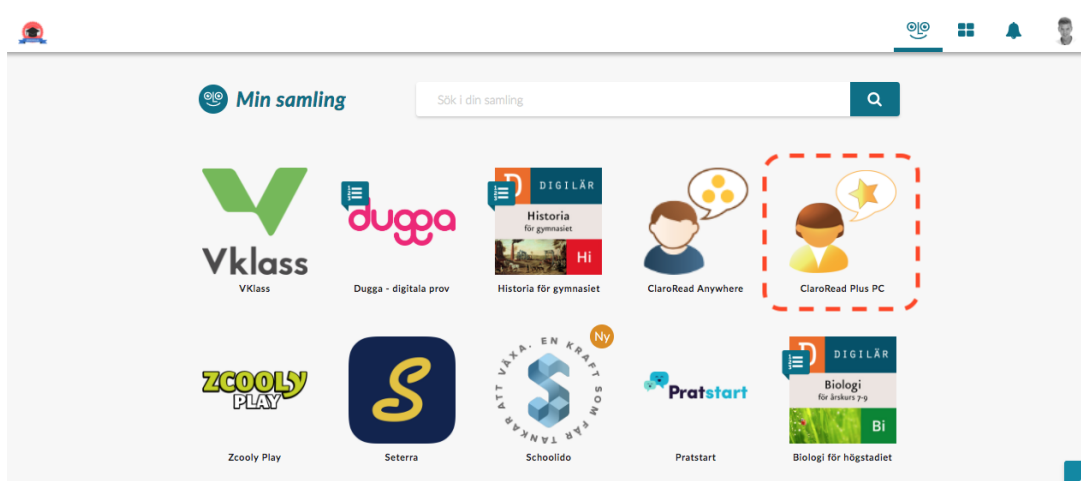 Min samling
Sök i din samling
Vklass
VKlass
dugga
Dugga - digitala prov
DIGILÄR
Historia
för gymnasiet
Hi
Historia för gymnasiet
ClaroRead Anywhere
ClaroRead Plus PC
ZCOOLY
PLAY
Zcooly Play
S
Seterra
EN KRAFT SOM FÅR TANKAR ATT VÄXA.
Ny
Schoolido
Pratstart
Pratstart
DIGILÄR
Biologi
för årskurs 7-9
Bi
Biologi för högstadiet